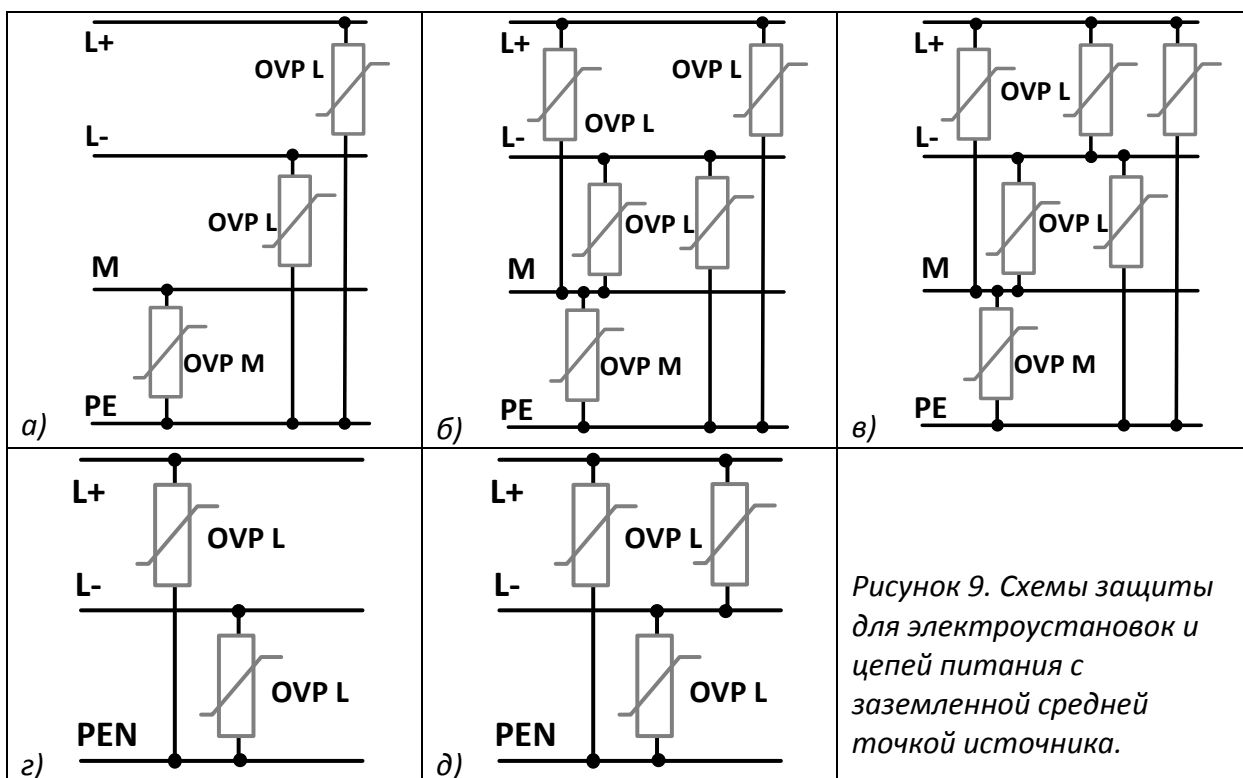 L+
OVP L
L-
OVP L
M
OVP M
PE
а)
L+
OVP L
OVP L
L-
OVP L
M
OVP M
PE
б)
L+
OVP L
L-
OVP L
M
OVP M
PE
в)
L+
OVP L
L-
OVP L
PEN
г)
L+
OVP L
L-
OVP L
PEN
д)
Рисунок 9. Схемы защиты
для электроустановок и
цепей питания с
заземленной средней
точкой источника.